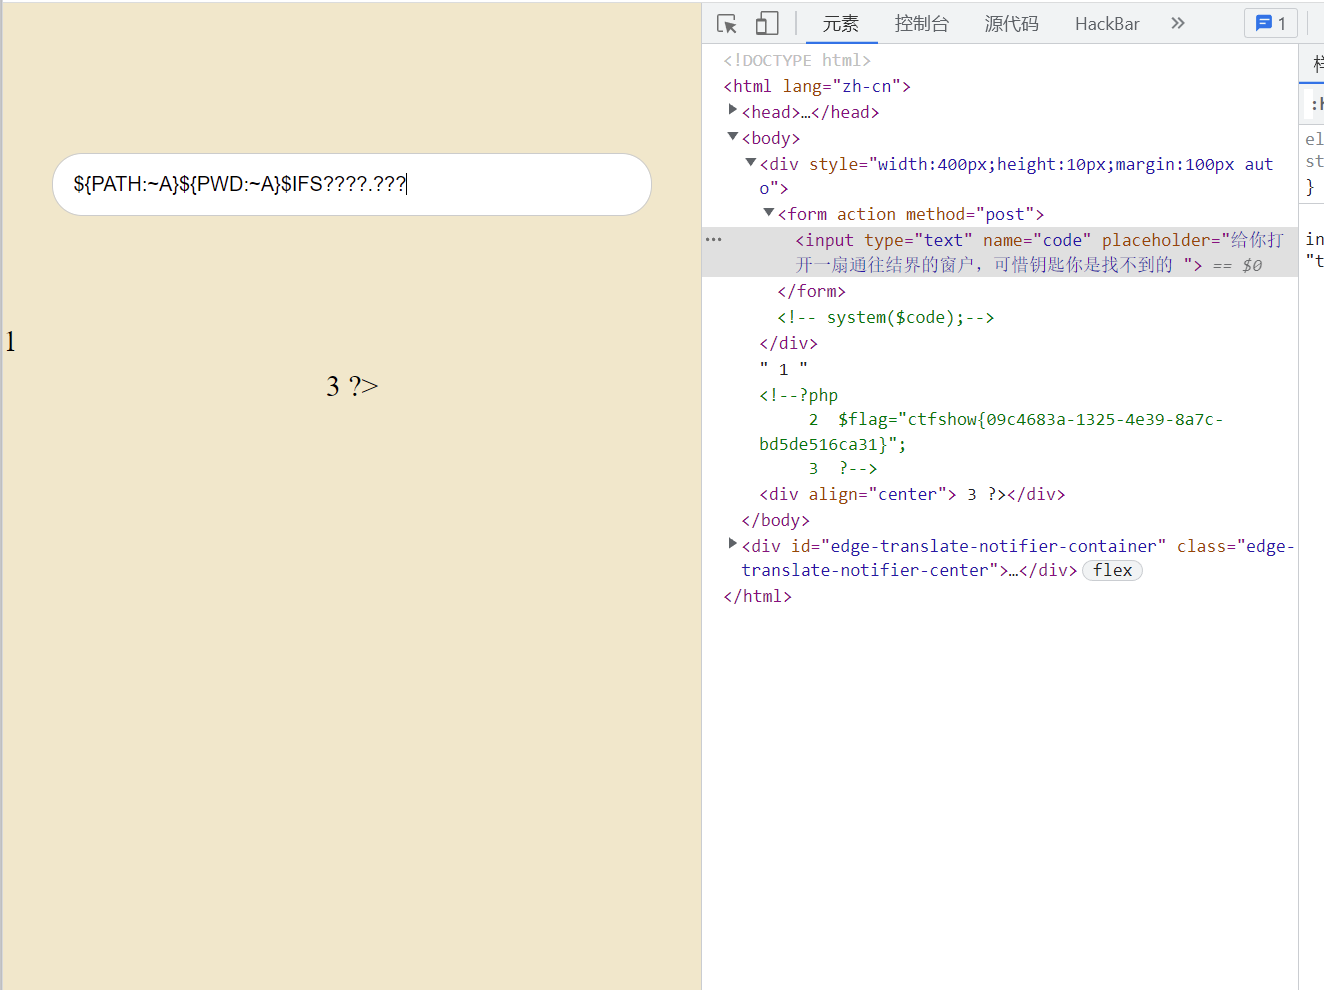 ${PATH:~A}${PWD:~A}$IFS????.???
1
3 ?>
元素 控制台 源代码 HackBar 1
<!DOCTYPE html>
<html lang="zh-cn">
<head>…</head>
<body>
<div style="width:400px;height:10px;margin:100px aut
o">
<form action method="post">
<input type="text" name="code" placeholder="给你打
开一扇通往结界的窗户，可惜钥匙你是找不到的 "> == $0
</form>
<!-- system($code);-->
</div>
" 1 "
<!--?php
2  $flag="ctfshow{09c4683a-1325-4e39-8a7c-
bd5de516ca31}";
3  ?-->
<div align="center"> 3 ?></div>
</body>
<div id="edge-translate-notifier-container" class="edge-
translate-notifier-center">…</div> flex
</html>
:
el
st
}
in
"t